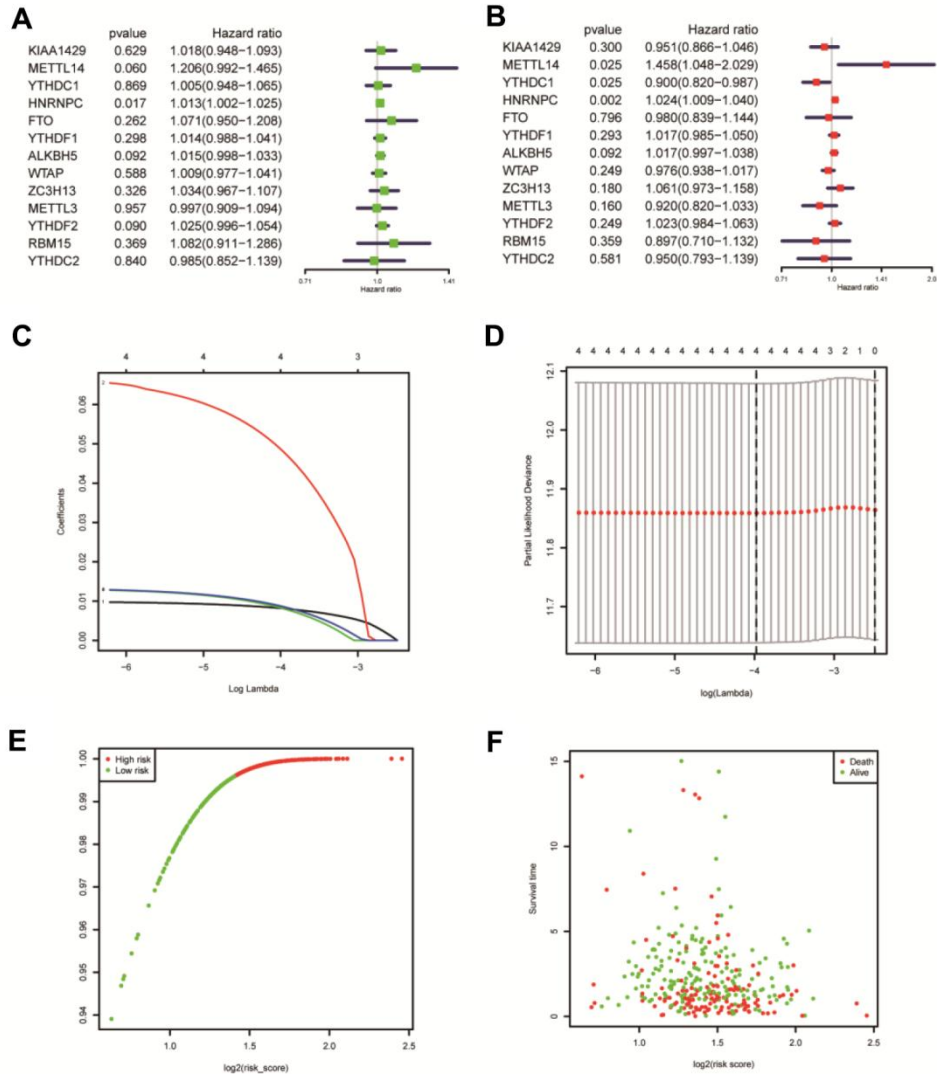 A
pvalue Hazard ratio
KIAA1429 0.629 1.018(0.948−1.093)
METTL14 0.060 1.206(0.992−1.465)
YTHDC1 0.869 1.005(0.948−1.065)
HNRNPC 0.017 1.013(1.002−1.025)
FTO 0.262 1.071(0.950−1.208)
YTHDF1 0.298 1.014(0.988−1.041)
ALKBH5 0.092 1.015(0.998−1.033)
WTAP 0.588 1.009(0.977−1.041)
ZC3H13 0.326 1.034(0.967−1.107)
METTL3 0.957 0.997(0.909−1.094)
YTHDF2 0.090 1.025(0.996−1.054)
RBM15 0.369 1.082(0.911−1.286)
YTHDC2 0.840 0.985(0.852−1.139)
0.71 1.0 1.41
Hazard ratio
B
pvalue Hazard ratio
KIAA1429 0.300 0.951(0.866−1.046)
METTL14 0.025 1.458(1.048−2.029)
YTHDC1 0.025 0.900(0.820−0.987)
HNRNPC 0.002 1.024(1.009−1.040)
FTO 0.796 0.980(0.839−1.144)
YTHDF1 0.293 1.017(0.985−1.050)
ALKBH5 0.092 1.017(0.997−1.038)
WTAP 0.249 0.976(0.938−1.017)
ZC3H13 0.180 1.061(0.973−1.158)
METTL3 0.160 0.920(0.820−1.033)
YTHDF2 0.249 1.023(0.984−1.063)
RBM15 0.359 0.897(0.710−1.132)
YTHDC2 0.581 0.950(0.793−1.139)
0.71 1.0 1.41 2.0
Hazard ratio
C
4 4 4 3
0.06
0.05
0.04
0.03
0.02
0.01
0.00
Coefficients
2
1
−6 −5 −4 −3
Log Lambda
D
4 4 4 4 4 4 4 4 4 4 4 4 4 3 2 1 0
12.1
12.0
11.9
11.8
11.7
Partial Likelihood Deviance
−6 −5 −4 −3
log(Lambda)
E
High risk
Low risk
1.00
0.99
0.98
0.97
0.96
0.95
0.94
1.0 1.5 2.0 2.5
log2(risk_score)
F
Death
Alive
15
10
5
0
Survival time
1.0 1.5 2.0 2.5
log2(risk score)